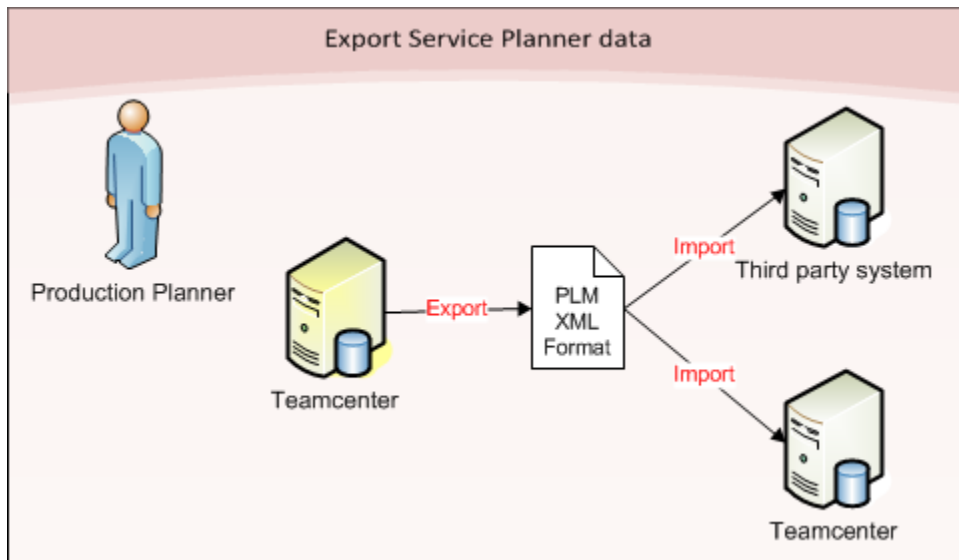 Export Service Planner data
Production Planner
Teamcenter
Export
PLM
XML
Format
Import
Third party system
Import
Teamcenter